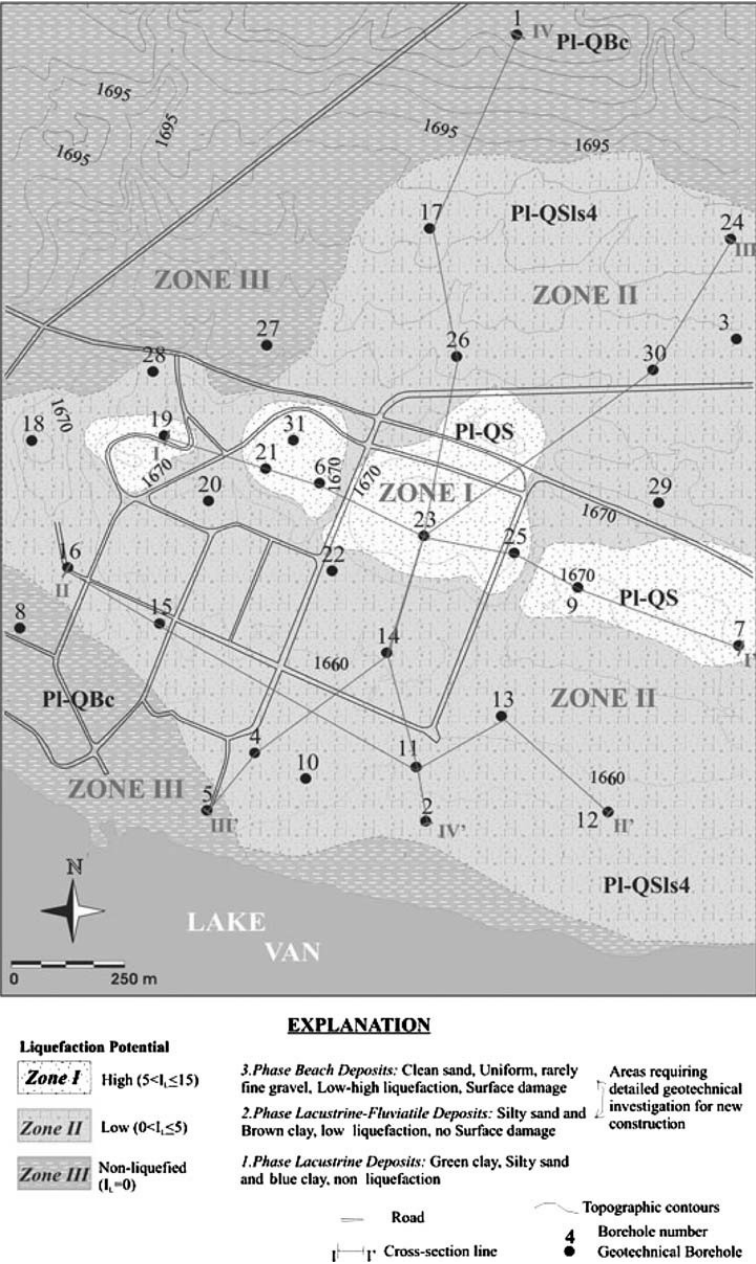 1
IV
Pl-QBc
1695
1695
1695
1695
1695
17
Pl-QSls4
24
III
ZONE III
ZONE II
27
3
26
28
30
18
1670
19
I
31
Pl-QS
21
6
1670
1670
1670
ZONE I
20
29
1670
23
25
16
II
22
1670
9
Pl-QS
8
15
7
I'
14
1660
Pl-QBc
13
ZONE II
4
11
10
1660
ZONE III
5
III'
2
IV'
12
II'
Pl-QSls4
N
LAKE
VAN
0 250 m
EXPLANATION
Liquefaction Potential
Zone I High (5<IL≤15)
Zone II Low (0<IL≤5)
Zone III Non-liquefied
(IL=0)
3.Phase Beach Deposits: Clean sand, Uniform, rarely
fine gravel, Low-high liquefaction, Surface damage
2.Phase Lacustrine-Fluviatile Deposits: Silty sand and
Brown clay, low liquefaction, no Surface damage
1.Phase Lacustrine Deposits: Green clay, Silty sand
and blue clay, non liquefaction
Areas requiring
detailed geotechnical
investigation for new
construction
Road
I I' Cross-section line
Topographic contours
4 Borehole number
Geotechnical Borehole